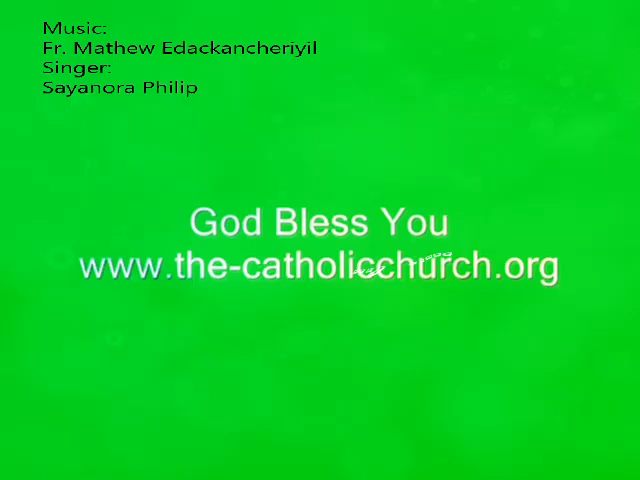 Music:
Fr. Mathew Edackancheriyil
Singer:
Sayanora Philip
God Bless You
www.the-catholicchurch.org